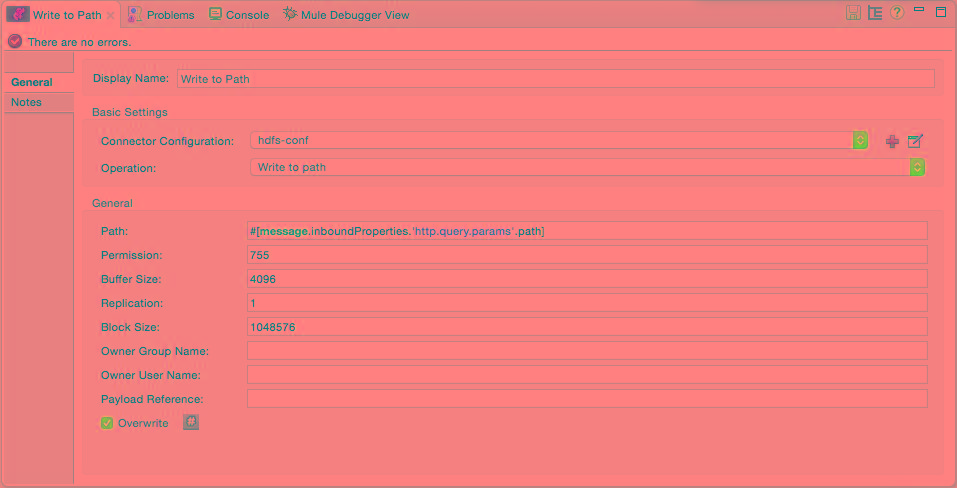 Write to Path
Problems
Console
Mule Debugger View
There are no errors.
General
Notes
Display Name: Write to Path
Basic Settings
Connector Configuration: hdfs-conf
Operation: Write to path
General
Path: #[message.inboundProperties.'http.query.params'.path]
Permission: 755
Buffer Size: 4096
Replication: 1
Block Size: 1048576
Owner Group Name:
Owner User Name:
Payload Reference:
Overwrite #